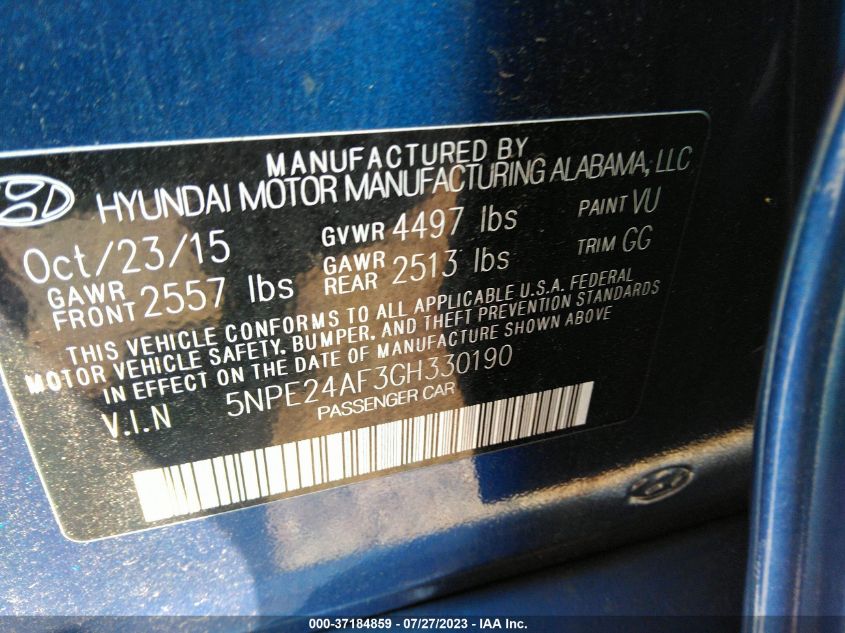 MANUFACTURED BY
HYUNDAI MOTOR MANUFACTURING ALABAMA, LLC
Oct/23/15 GVWR 4497 lbs PAINT VU
GAWR FRONT 2557 lbs GAWR REAR 2513 lbs TRIM GG
THIS VEHICLE CONFORMS TO ALL APPLICABLE U.S.A. FEDERAL
MOTOR VEHICLE SAFETY, BUMPER, AND THEFT PREVENTION STANDARDS
IN EFFECT ON THE DATE OF MANUFACTURE SHOWN ABOVE
V.I.N 5NPE24AF3GH330190
PASSENGER CAR
000-37184859 // 07/27/2023 - IAA Inc.